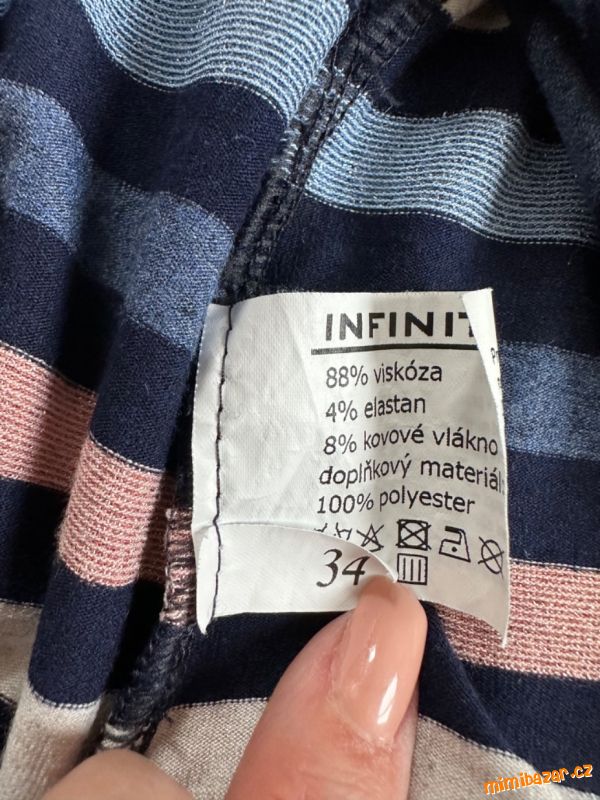 INFINIT
88% viskóza
4% elastan
8% kovové vlákno
doplňkový materiál
100% polyester
34
mimibazar.cz